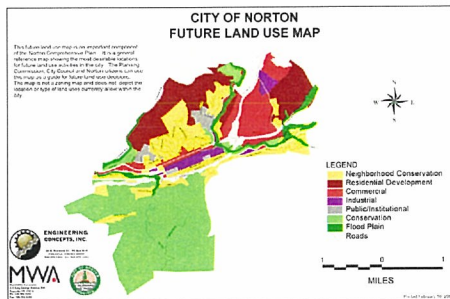 CITY OF NORTON
FUTURE LAND USE MAP
This future land use map is an important component
of the Norton Comprehensive Plan. It is a general
reference map showing the most desirable locations
for future land use activities in the city. The Planning
Commission, City Council and Norton citizens can use
this map as a guide for future land use decisions.
The map is not a zoning map and does not depict the
location or type of land uses currently allowed within the
city.
N
W
E
S
LEGEND
Neighborhood Conservation
Residential Development
Commercial
Industrial
Public/Institutional
Conservation
Flood Plain
Roads
ENGINEERING
CONCEPTS, INC.
MWA
1 0 1
MILES